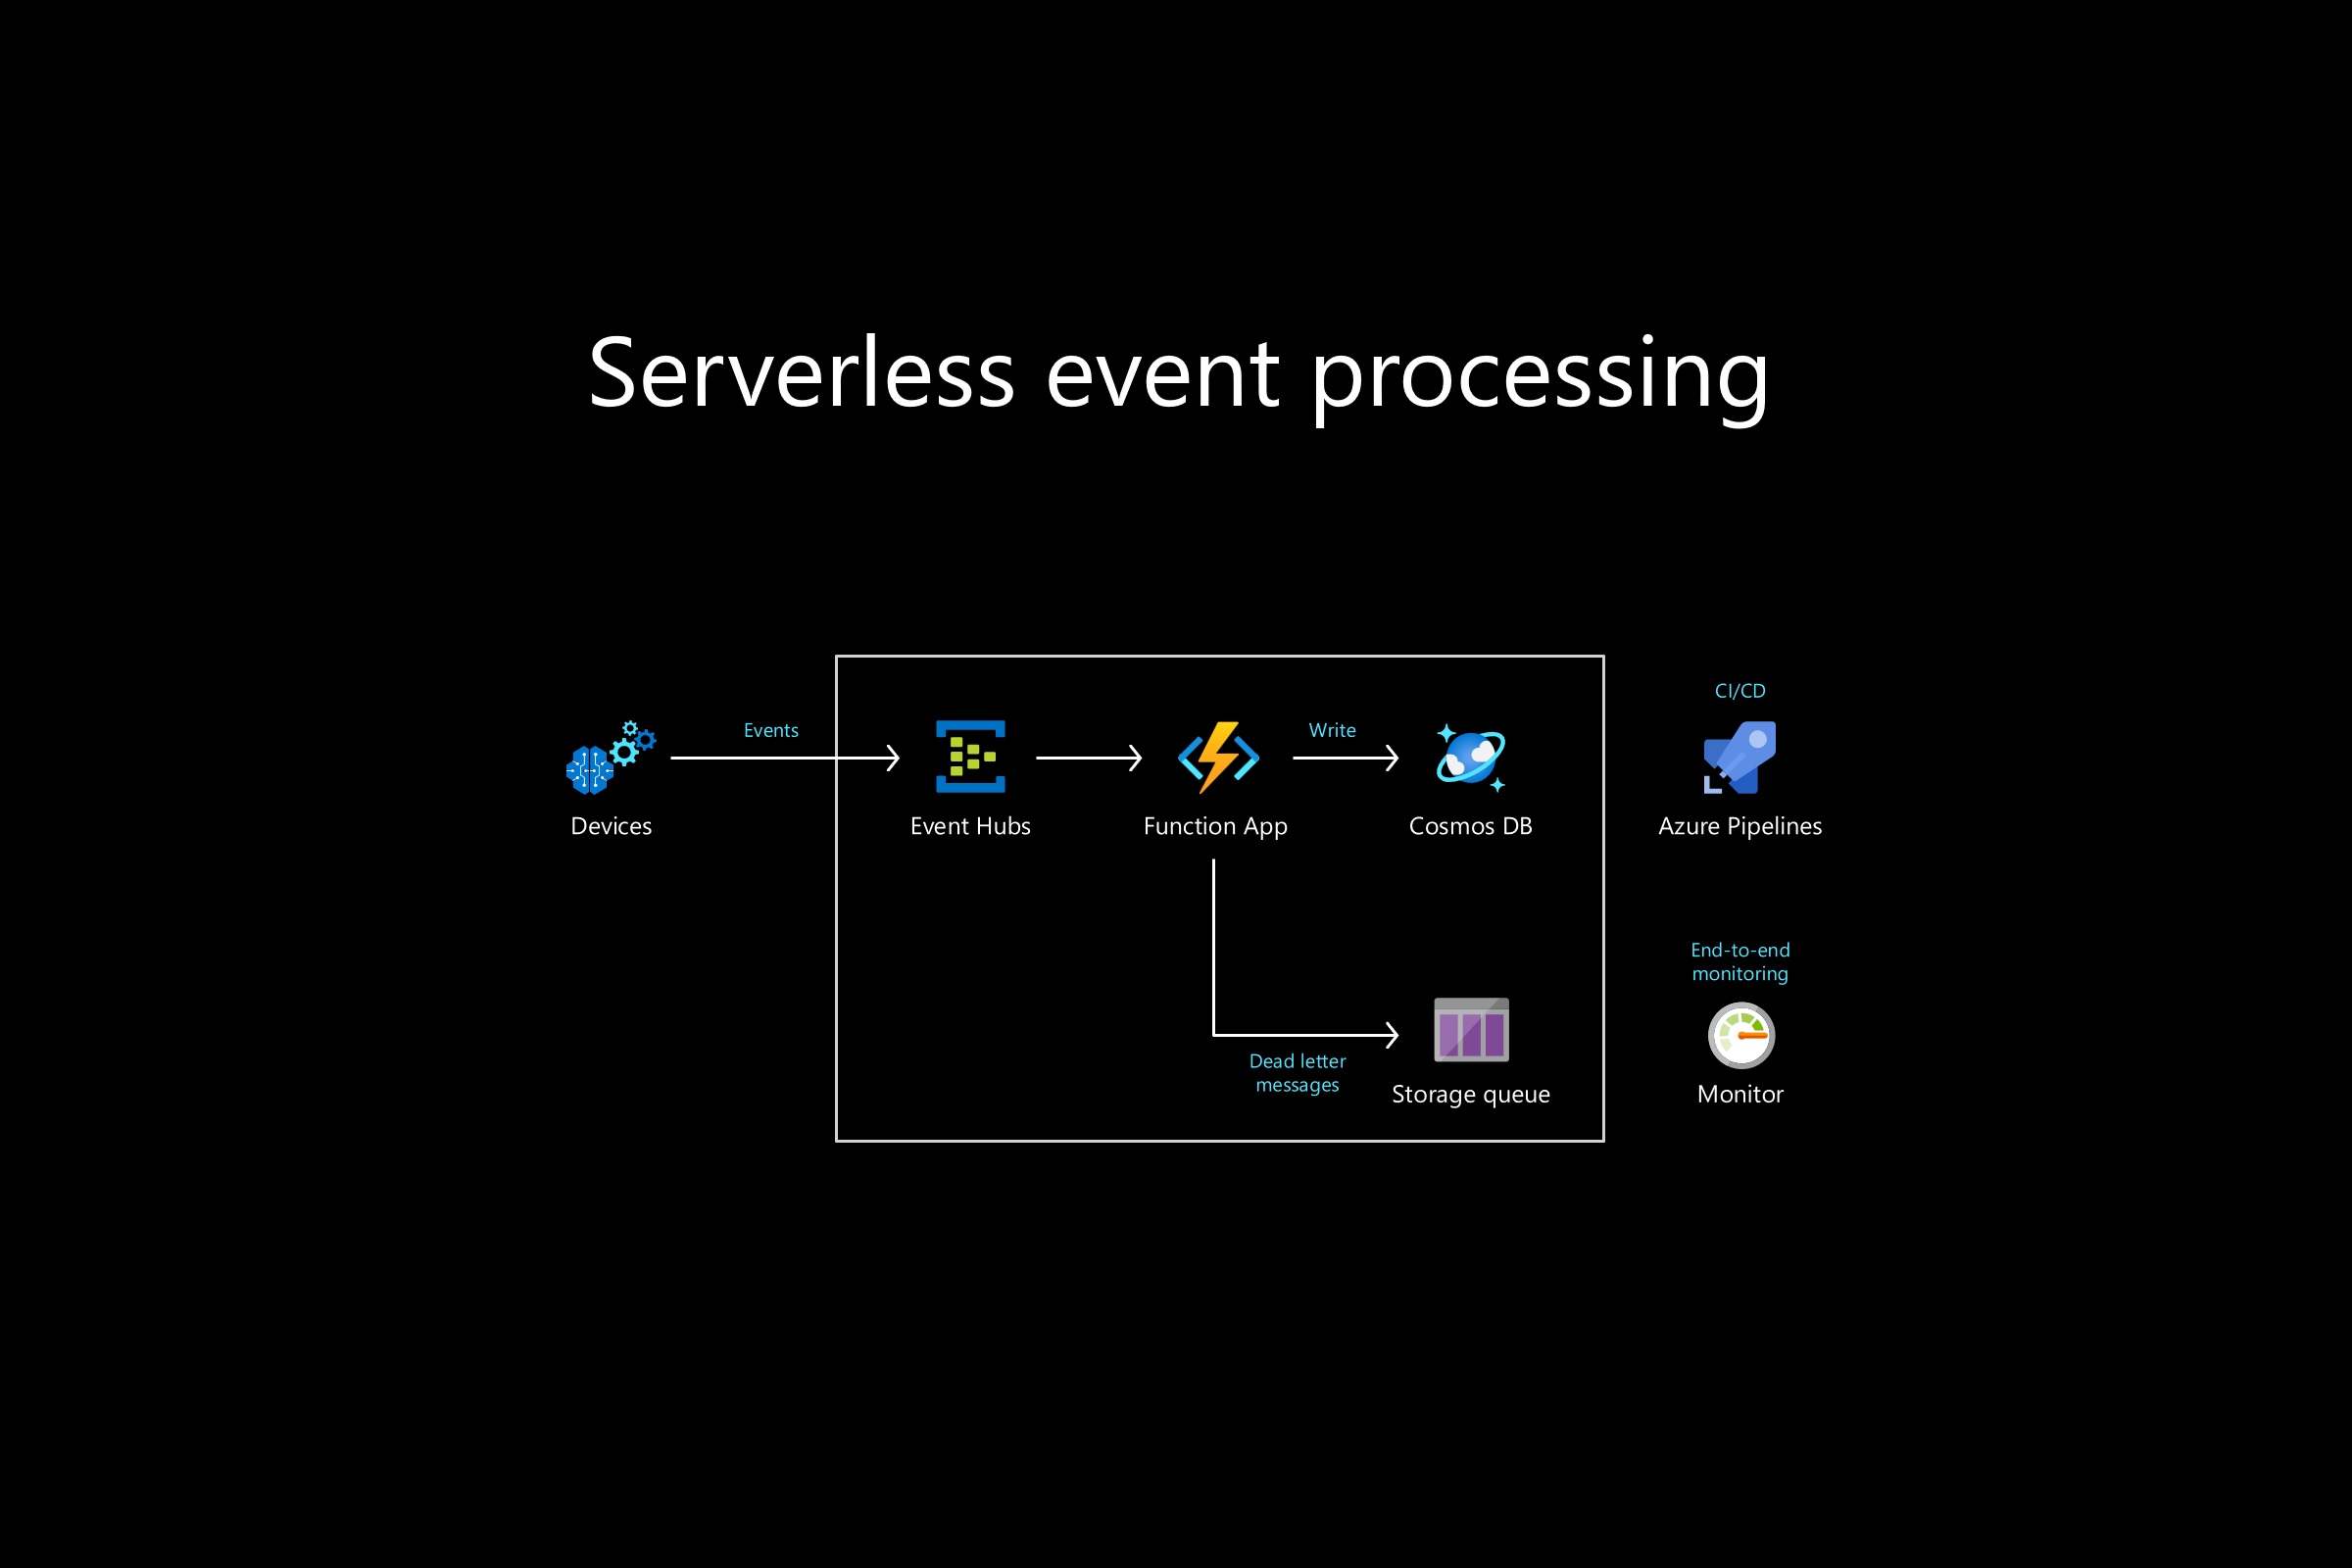 Serverless event processing
CI/CD
Events
Write
Devices
Event Hubs
Function App
Cosmos DB
Azure Pipelines
End-to-end
monitoring
Dead letter
messages
Storage queue
Monitor